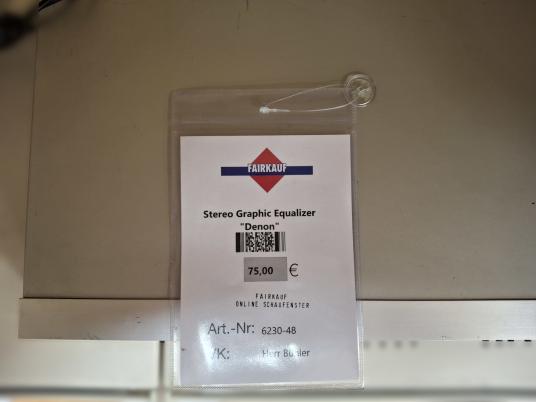 FAIRKAUF
Stereo Graphic Equalizer
"Denon"
75,00 €
FAIRKAUF
ONLINE SCHAUFENSTER
Art.-Nr: 6230-48
VK: Herr Bühler